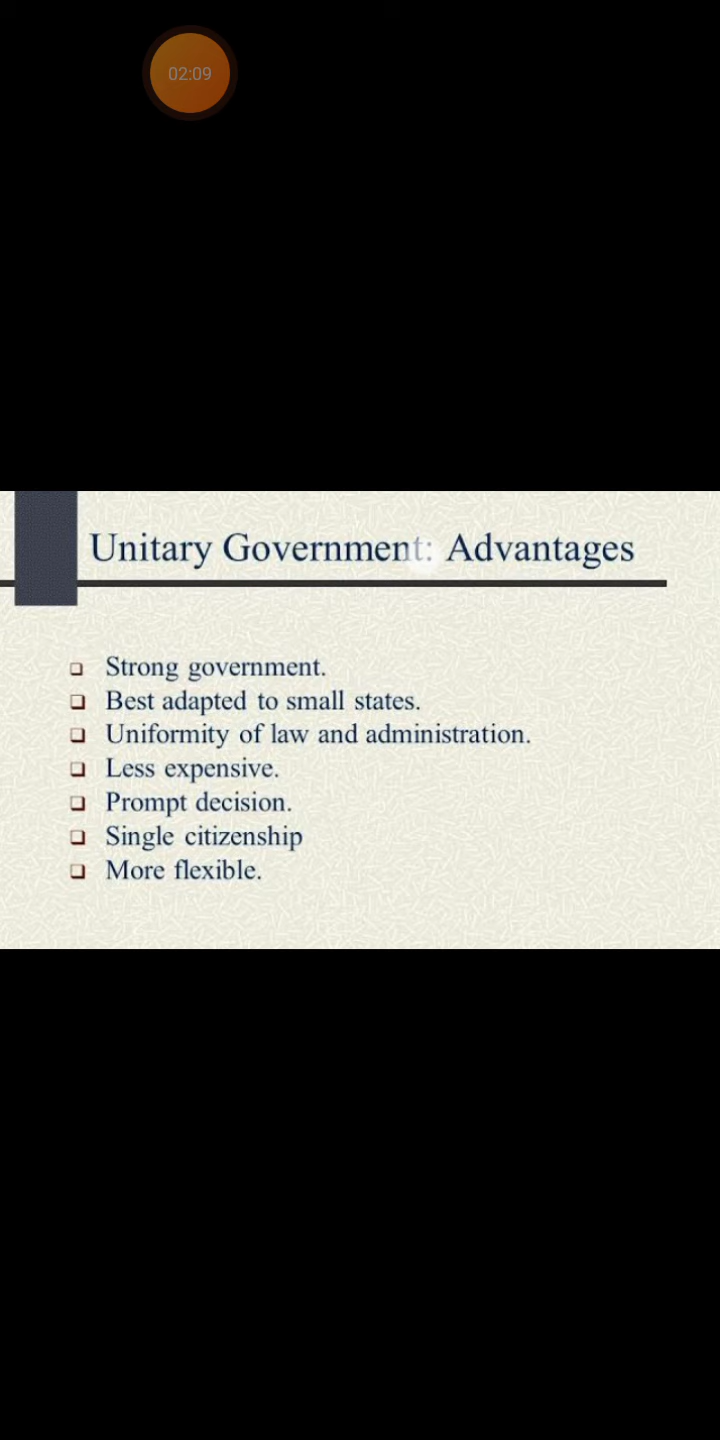 02:09
Unitary Government: Advantages
Strong government.
Best adapted to small states.
Uniformity of law and administration.
Less expensive.
Prompt decision.
Single citizenship
More flexible.